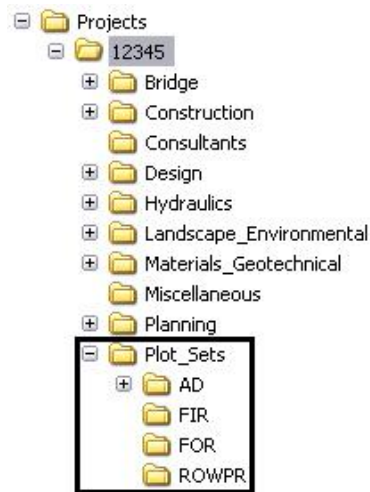 Projects
12345
Bridge
Construction
Consultants
Design
Hydraulics
Landscape_Environmental
Materials_Geotechnical
Miscellaneous
Planning
Plot_Sets
AD
FIR
FOR
ROWPR